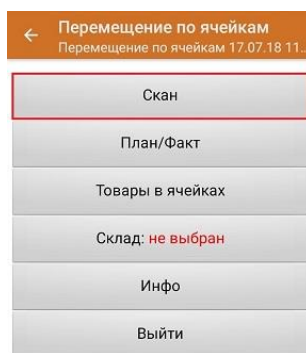 Перемещение по ячейкам
Перемещение по ячейкам 17.07.18 11..
Скан
План/Факт
Товары в ячейках
Склад: не выбран
Инфо
Выйти